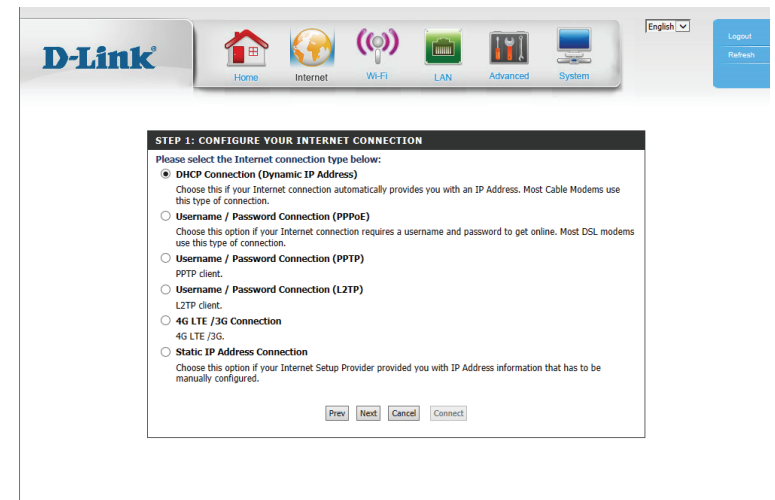 D-Link
Home
Internet
Wi-Fi
LAN
Advanced
System
English
Logout
Refresh
STEP 1: CONFIGURE YOUR INTERNET CONNECTION
Please select the Internet connection type below:
DHCP Connection (Dynamic IP Address)
Choose this if your Internet connection automatically provides you with an IP Address. Most Cable Modems use
this type of connection.
Username / Password Connection (PPPoE)
Choose this option if your Internet connection requires a username and password to get online. Most DSL modems
use this type of connection.
Username / Password Connection (PPTP)
PPTP client.
Username / Password Connection (L2TP)
L2TP client.
4G LTE /3G Connection
4G LTE /3G.
Static IP Address Connection
Choose this option if your Internet Setup Provider provided you with IP Address information that has to be
manually configured.
Prev Next Cancel Connect